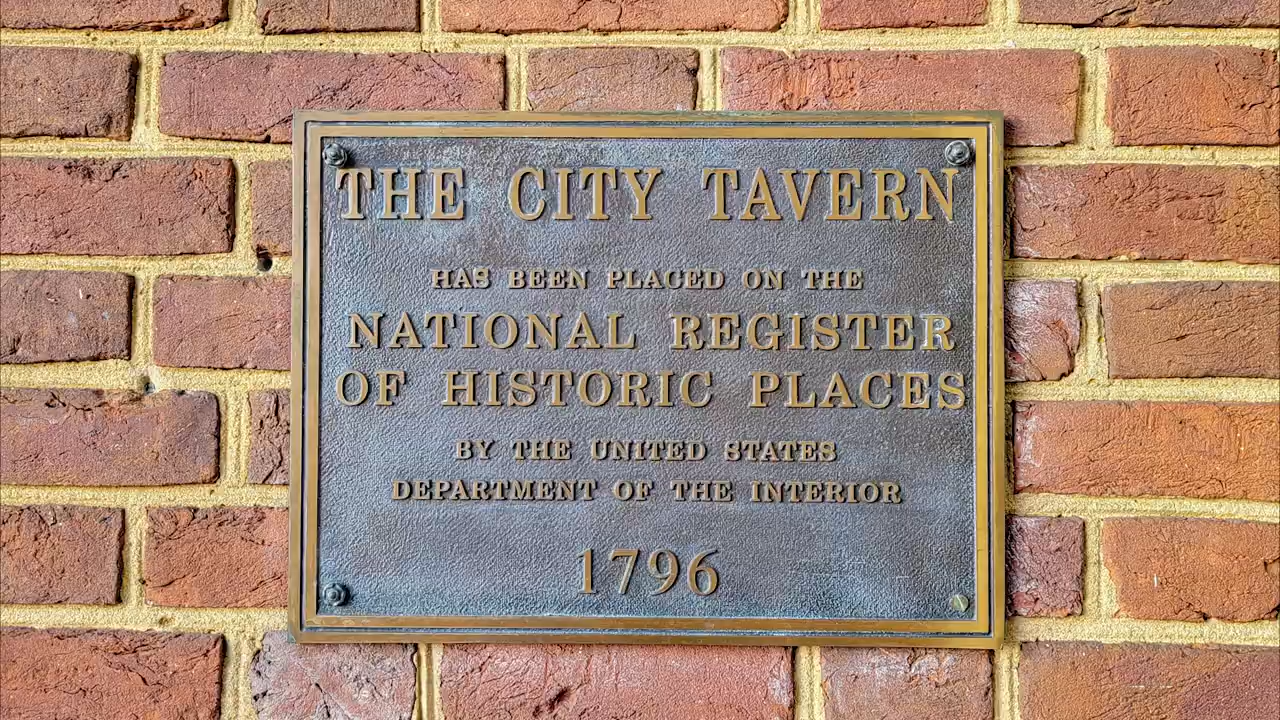 THE CITY TAVERN
HAS BEEN PLACED ON THE
NATIONAL REGISTER
OF HISTORIC PLACES
BY THE UNITED STATES
DEPARTMENT OF THE INTERIOR
1796